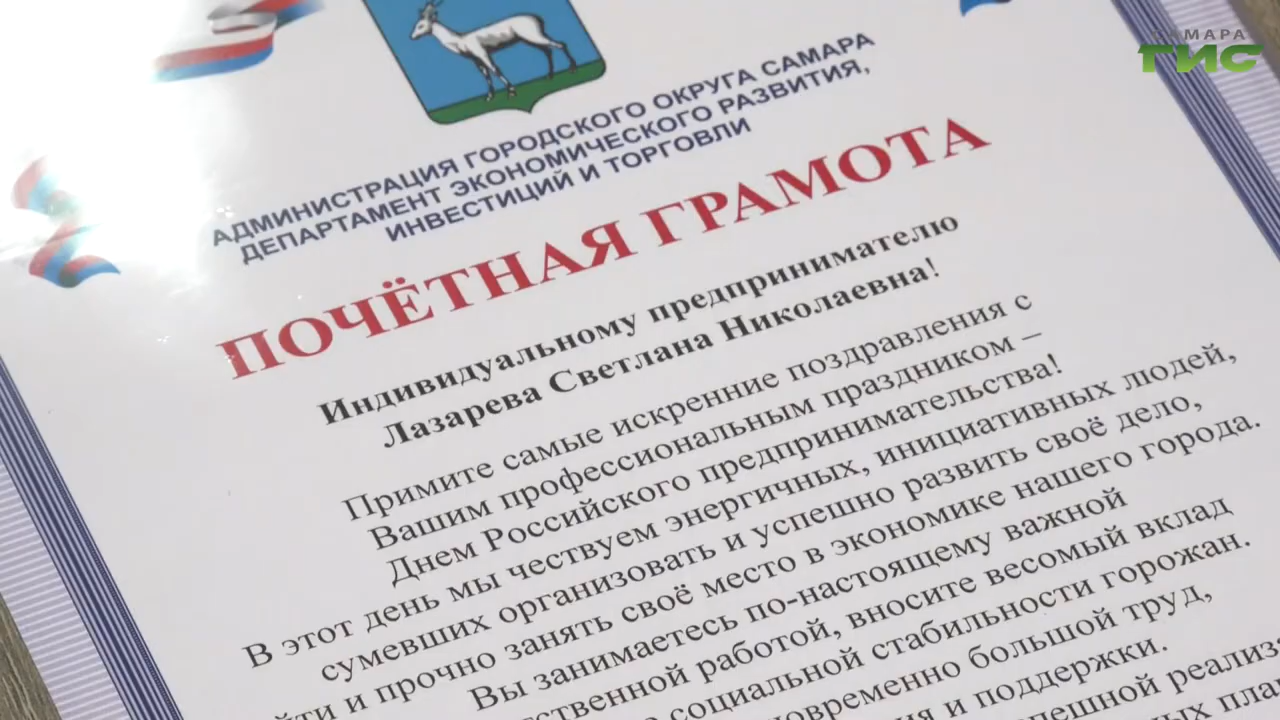 САМАРА
ГИС
АДМИНИСТРАЦИЯ ГОРОДСКОГО ОКРУГА САМАРА
ДЕПАРТАМЕНТ ЭКОНОМИЧЕСКОГО РАЗВИТИЯ,
ИНВЕСТИЦИЙ И ТОРГОВЛИ
ПОЧЁТНАЯ ГРАМОТА
Индивидуальному предпринимателю
Лазарева Светлана Николаевна!
Примите самые искренние поздравления с
Вашим профессиональным праздником –
Днем Российского предпринимательства!
В этот день мы чествуем энергичных, инициативных людей,
сумевших организовать и успешно развить своё дело,
и прочно занять своё место в экономике нашего города.
Вы занимаетесь по-настоящему важной
работой, вносите весомый вклад
социальной стабильности горожан.
большой труд,
и поддержки.